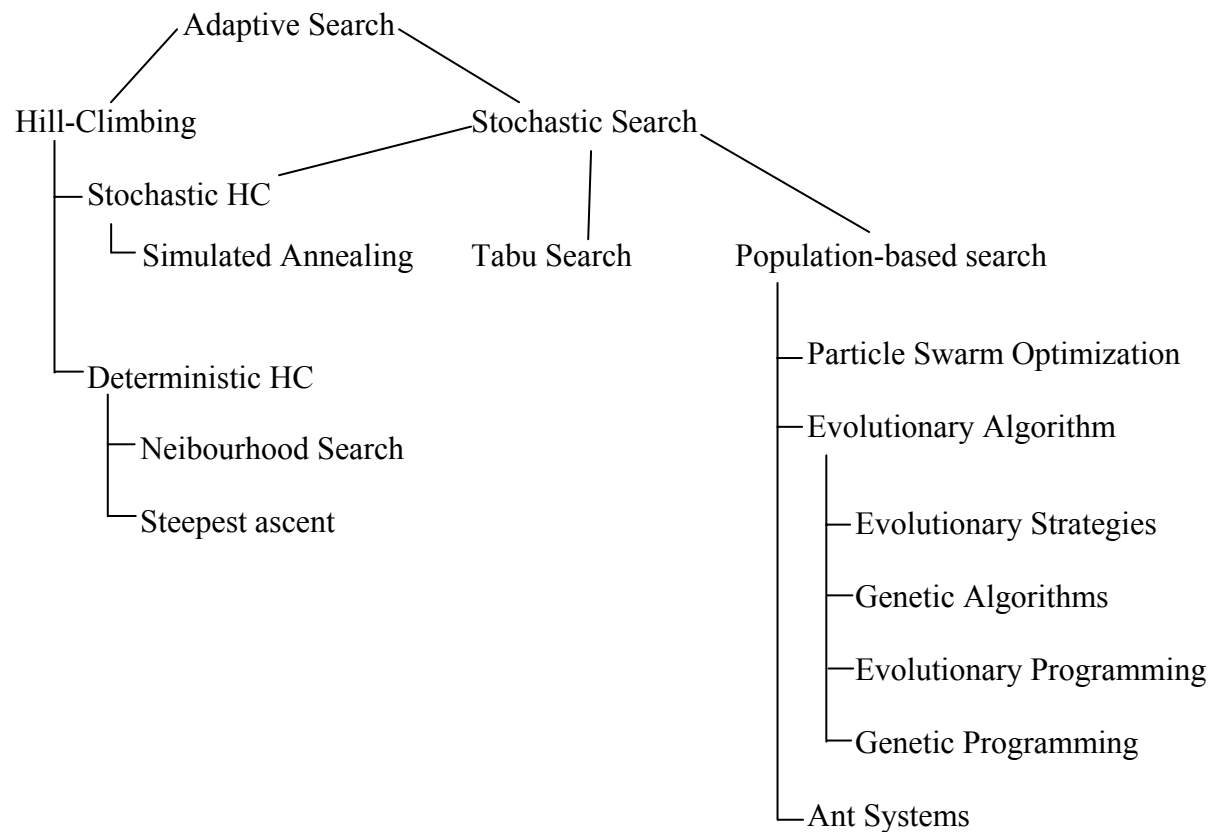 Adaptive Search
Hill-Climbing
Stochastic Search
Stochastic HC
Simulated Annealing
Tabu Search
Population-based search
Particle Swarm Optimization
Deterministic HC
Evolutionary Algorithm
Neibourhood Search
Steepest ascent
Evolutionary Strategies
Genetic Algorithms
Evolutionary Programming
Genetic Programming
Ant Systems